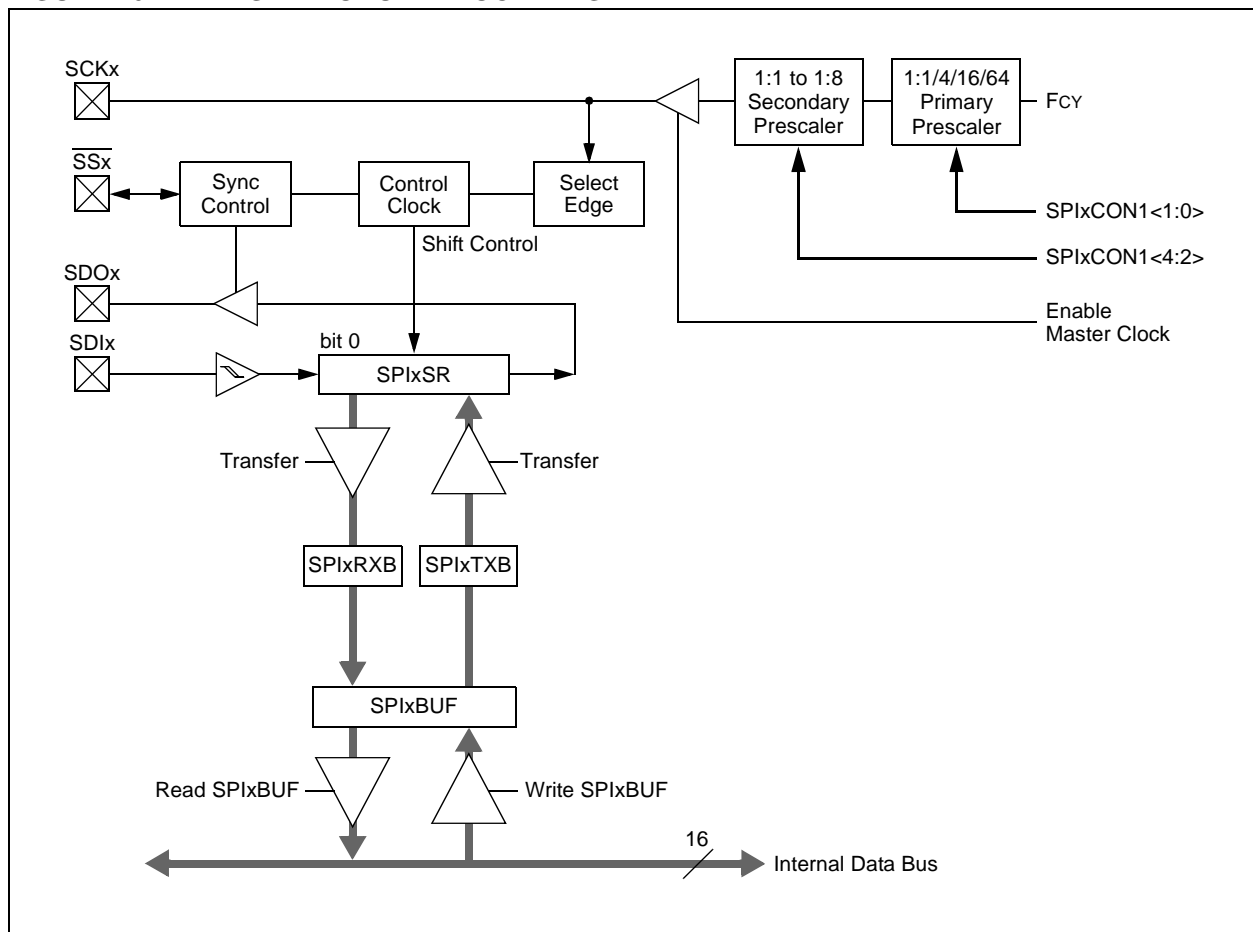 SCKx
SSx
SDOx
SDIx
Sync
Control
Control
Clock
Select
Edge
Shift Control
1:1 to 1:8
Secondary
Prescaler
1:1/4/16/64
Primary
Prescaler
FCY
SPIxCON1<1:0>
SPIxCON1<4:2>
Enable
Master Clock
bit 0
SPIxSR
Transfer
Transfer
SPIxRXB
SPIxTXB
SPIxBUF
Read SPIxBUF
Write SPIxBUF
16
Internal Data Bus